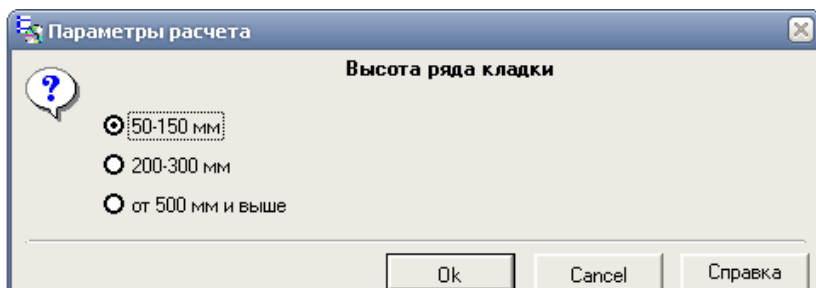 Параметры расчета
Высота ряда кладки
50-150 мм
200-300 мм
от 500 мм и выше
Ok Cancel Справка